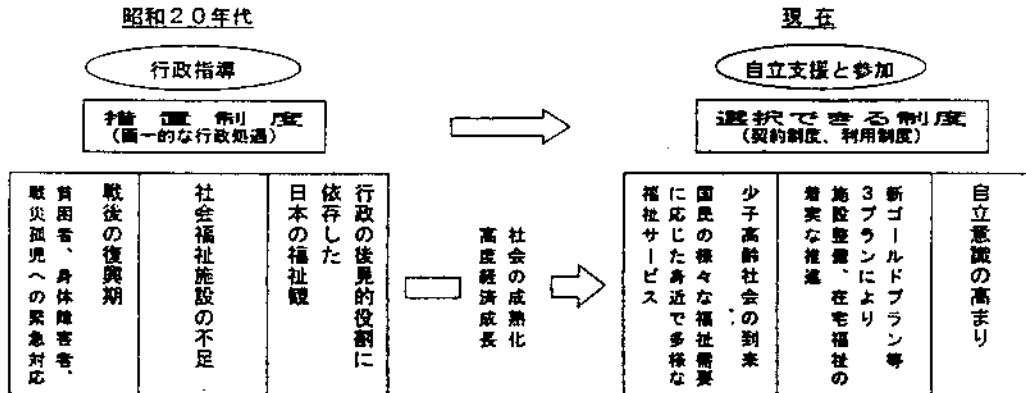 昭和２０年代
行政指導
措置制度
(画一的な行政処遇)
行政の後見的役割に
依存した
日本の福祉観
社会福祉施設の不足
戦後の復興期
貧困者、身体障害者、
戦災孤児への緊急対応
社会の成熟化
高度経済成長
現在
自立支援と参加
選択できる制度
(契約制度、利用制度)
自立意識の高まり
新ゴールドプラン等
３プランにより
施設整備、在宅福祉の
着実な推進
少子高齢社会の到来
国民の様々な福祉需要
に応じた身近で多様な
福祉サービス